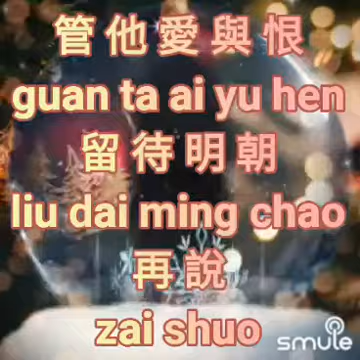 管他愛與恨
guan ta ai yu hen
留待明朝
liu dai ming chao
再說
zai shuo
smule